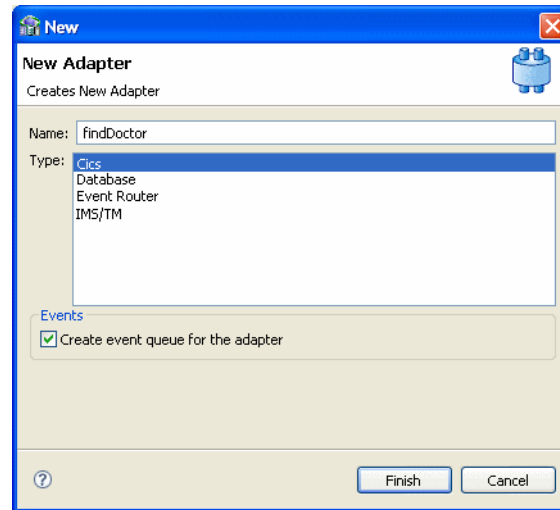 New
New Adapter
Creates New Adapter
Name: findDoctor
Type: Cics
Database
Event Router
IMS/TM
Events
Create event queue for the adapter
? Finish Cancel